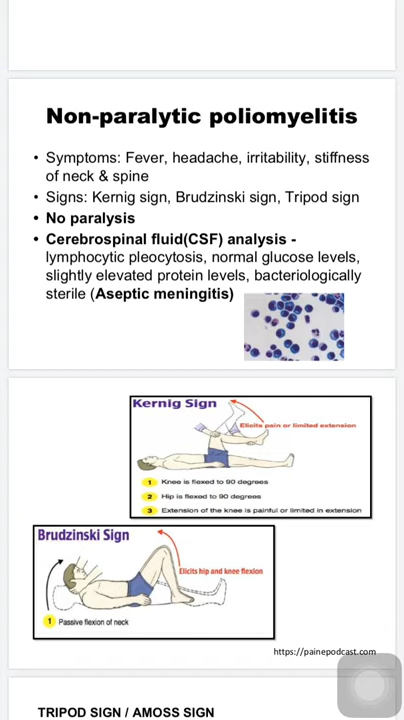 Non-paralytic poliomyelitis
• Symptoms: Fever, headache, irritability, stiffness
of neck & spine
• Signs: Kernig sign, Brudzinski sign, Tripod sign
• No paralysis
• Cerebrospinal fluid(CSF) analysis -
lymphocytic pleocytosis, normal glucose levels,
slightly elevated protein levels, bacteriologically
sterile (Aseptic meningitis)
Kernig Sign
Elicits pain or limited extension
1 Knee is flexed to 90 degrees
2 Hip is flexed to 90 degrees
3 Extension of the knee is painful or limited in extension
Brudzinski Sign
Elicits hip and knee flexion
1 Passive flexion of neck
https://painepodcast.com
TRIPOD SIGN / AMOSS SIGN